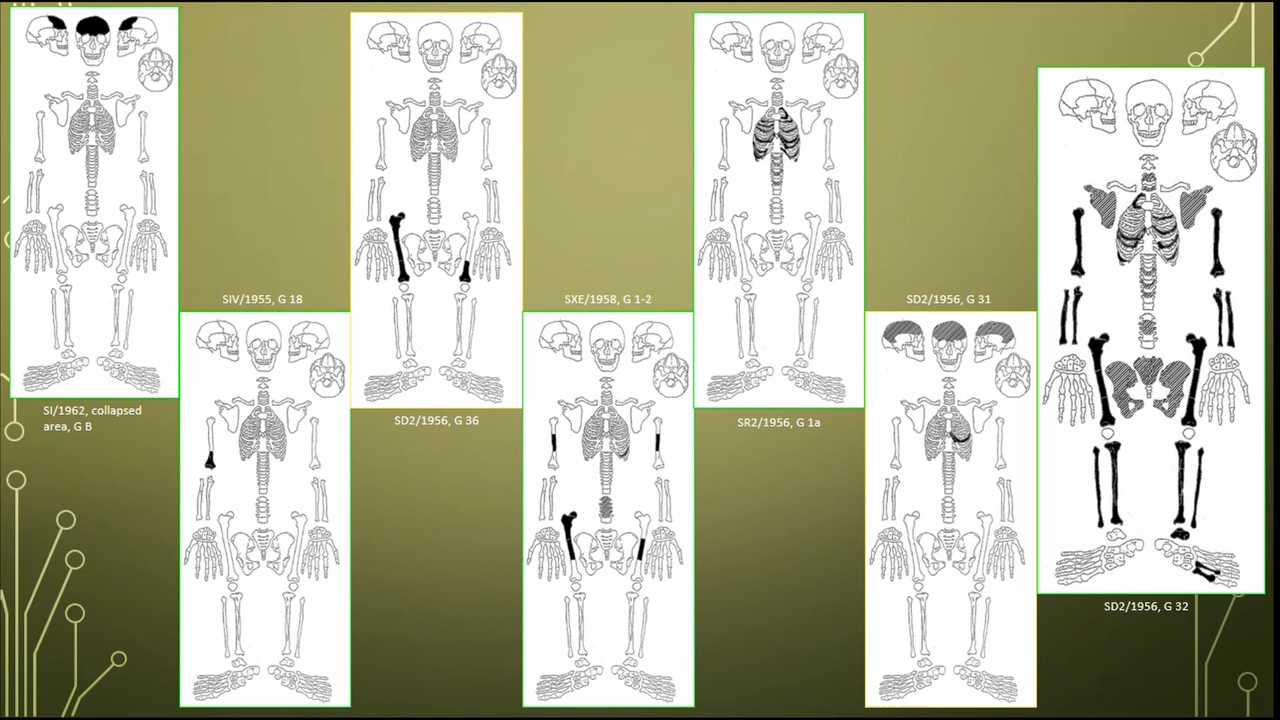 SIV/1955, G 18
SXE/1958, G 1-2
SD2/1956, G 31
SI/1962, collapsed
area, G B
SD2/1956, G 36
SR2/1956, G 1a
SD2/1956, G 32